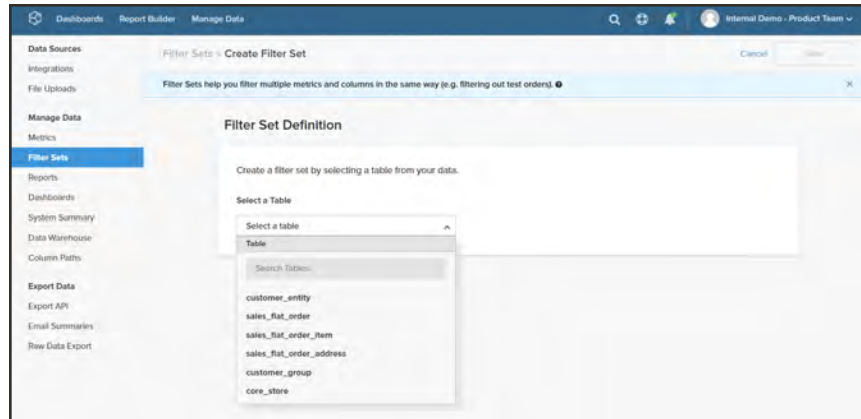 Dashboards Report Builder Manage Data Internal Demo - Product Team
Data Sources
Integrations
File Uploads
Manage Data
Metrics
Filter Sets
Reports
Dashboards
System Summary
Data Warehouse
Column Paths
Export Data
Export API
Email Summaries
Raw Data Export
Filter Sets > Create Filter Set Cancel Save
Filter Sets help you filter multiple metrics and columns in the same way (e.g. filtering out test orders).
Filter Set Definition
Create a filter set by selecting a table from your data.
Select a Table
Select a table
Table
Search Tables
customer_entity
sales_flat_order
sales_flat_order_item
sales_flat_order_address
customer_group
core_store